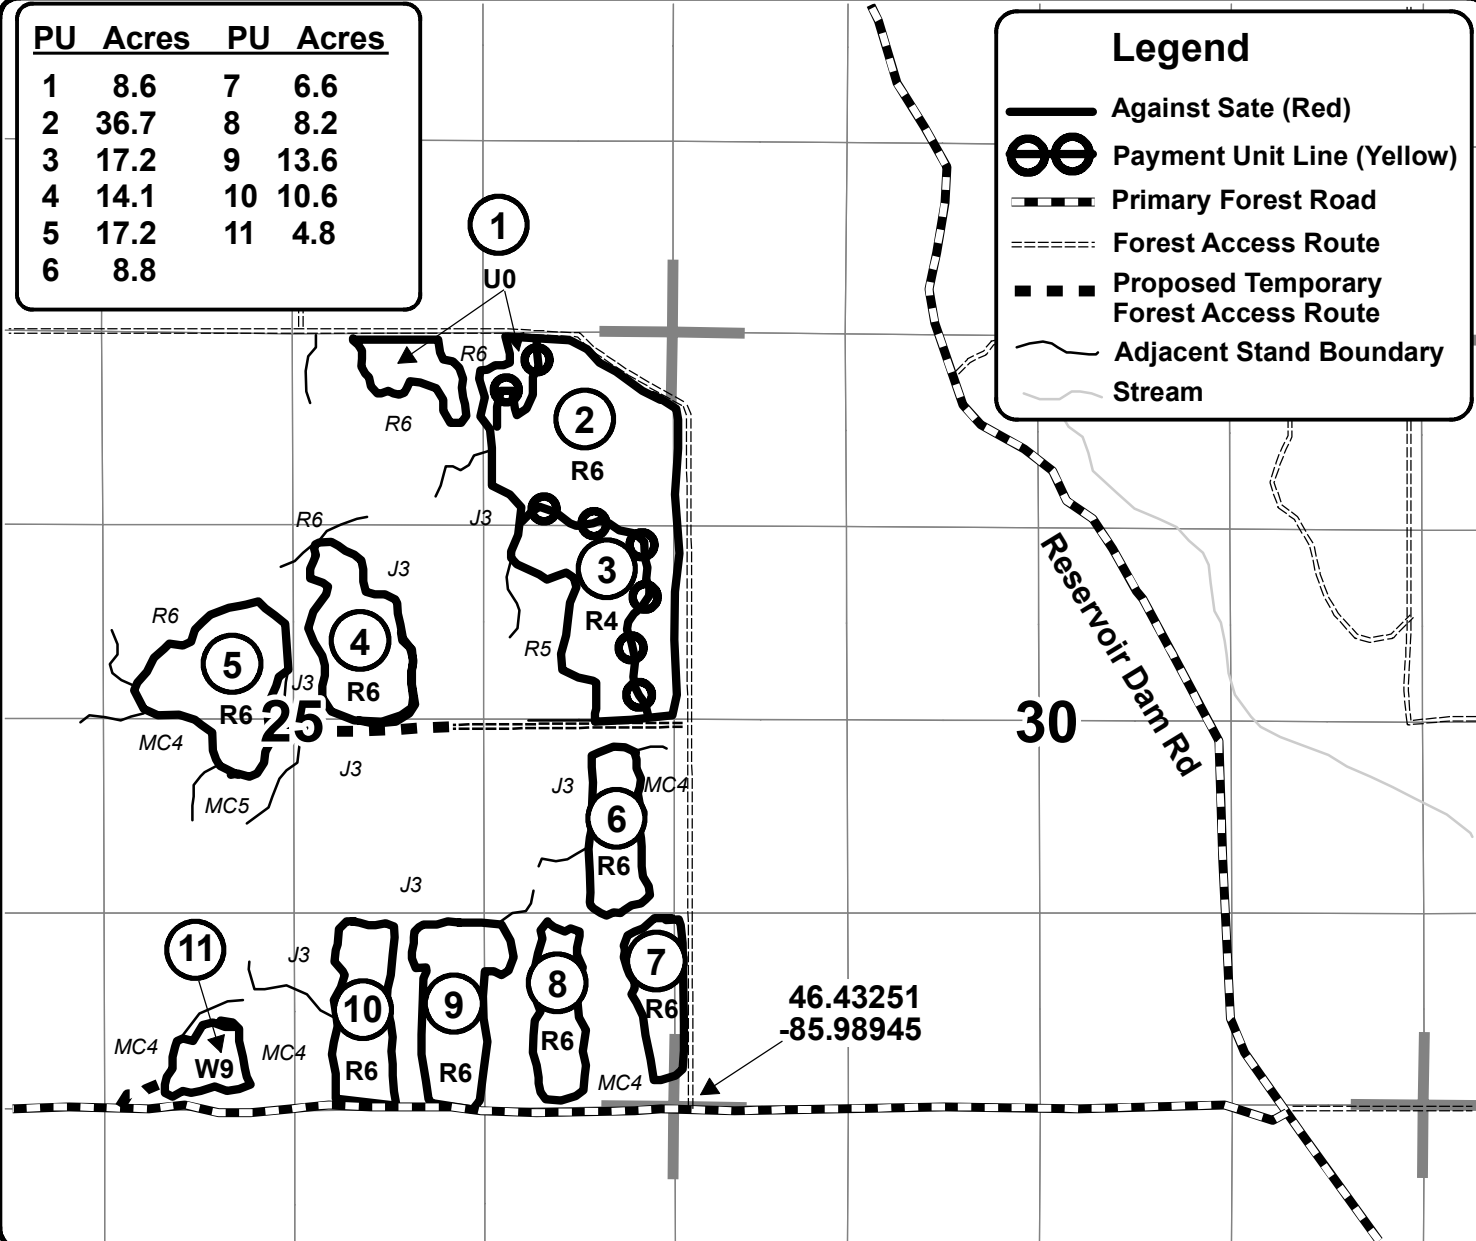 PU Acres PU Acres
1 8.6 7 6.6
2 36.7 8 8.2
3 17.2 9 13.6
4 14.1 10 10.6
5 17.2 11 4.8
6 8.8
Legend
Against Sate (Red)
Payment Unit Line (Yellow)
Primary Forest Road
Forest Access Route
Proposed Temporary
Forest Access Route
Adjacent Stand Boundary
Stream
1
U0
R6
R6
2
R6
J3
R6
J3
3
R4
R5
R6
4
R6
5
R6
J3
25
MC4
J3
MC5
30
Reservoir Dam Rd
J3
MC4
6
R6
J3
11
J3
10
R6
9
R6
8
R6
7
R6
MC4
W9
MC4
MC4
46.43251
-85.98945